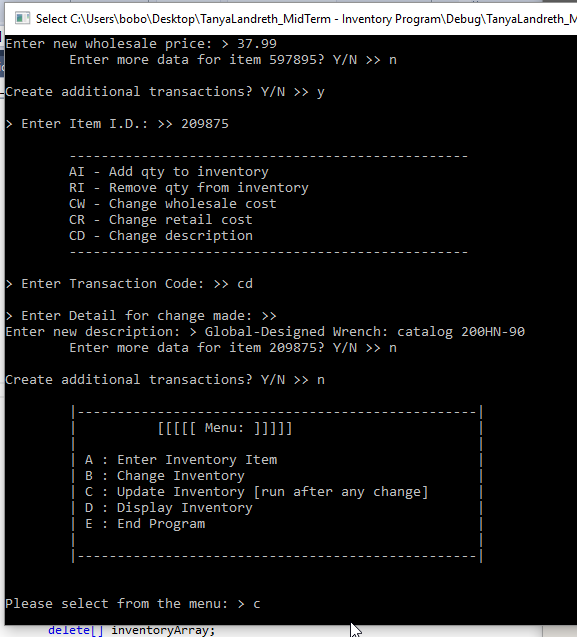 Select C:\Users\bobo\Desktop\TanyaLandreth_MidTerm - Inventory Program\Debug\TanyaLandreth_M
Enter new wholesale price: > 37.99
Enter more data for item 597895? Y/N >> n
Create additional transactions? Y/N >> y
> Enter Item I.D.: >> 209875
--------------------------------------------------
AI - Add qty to inventory
RI - Remove qty from inventory
CW - Change wholesale cost
CR - Change retail cost
CD - Change description
--------------------------------------------------
> Enter Transaction Code: >> cd
> Enter Detail for change made: >>
Enter new description: > Global-Designed Wrench: catalog 200HN-90
Enter more data for item 209875? Y/N >> n
Create additional transactions? Y/N >> n
|--------------------------------------------------|
| [[[[[ Menu: ]]]]] |
| |
| A : Enter Inventory Item |
| B : Change Inventory |
| C : Update Inventory [run after any change] |
| D : Display Inventory |
| E : End Program |
| |
|--------------------------------------------------|
Please select from the menu: > c
delete[] inventoryArray;